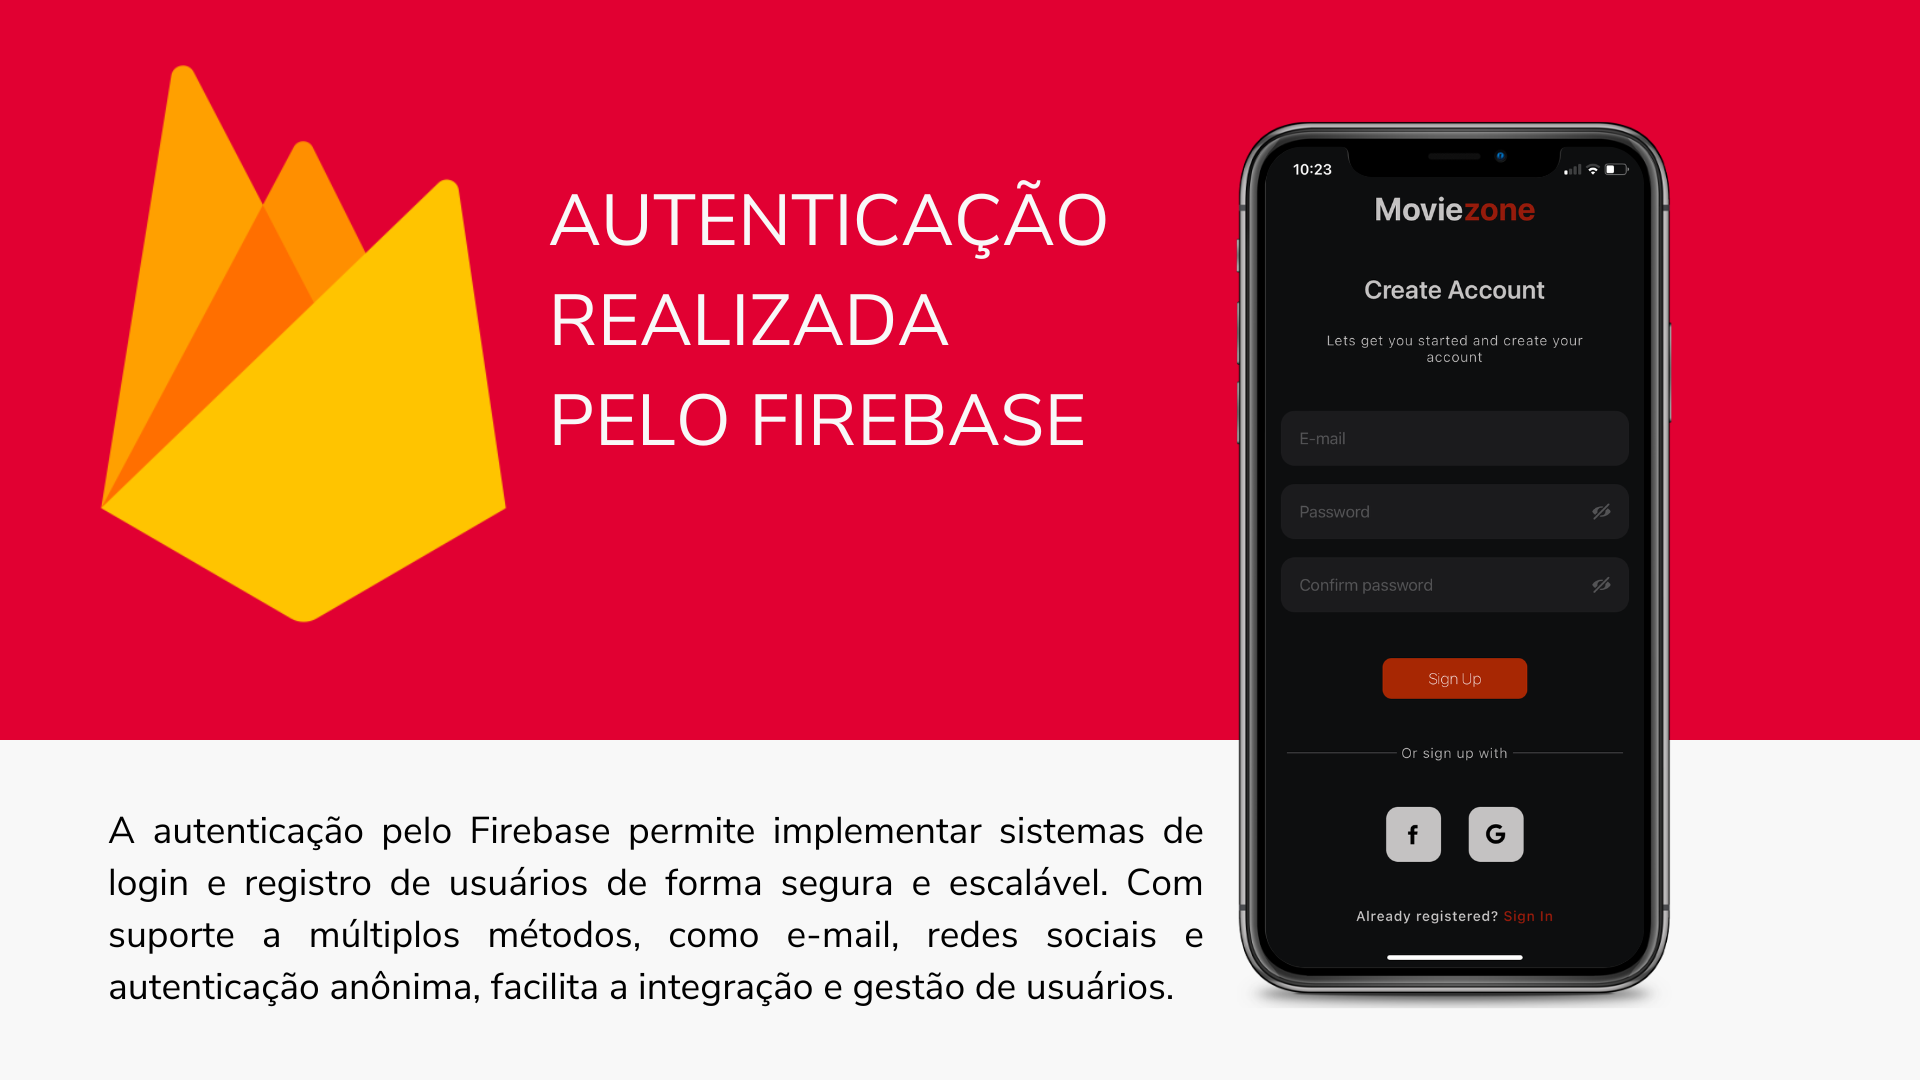 AUTENTICAÇÃO
REALIZADA
PELO FIREBASE
A autenticação pelo Firebase permite implementar sistemas de
login e registro de usuários de forma segura e escalável. Com
suporte a múltiplos métodos, como e-mail, redes sociais e
autenticação anônima, facilita a integração e gestão de usuários.
10:23
Moviezone
Create Account
Lets get you started and create your
account
E-mail
Password
Confirm password
Sign Up
Or sign up with
f G
Already registered? Sign In